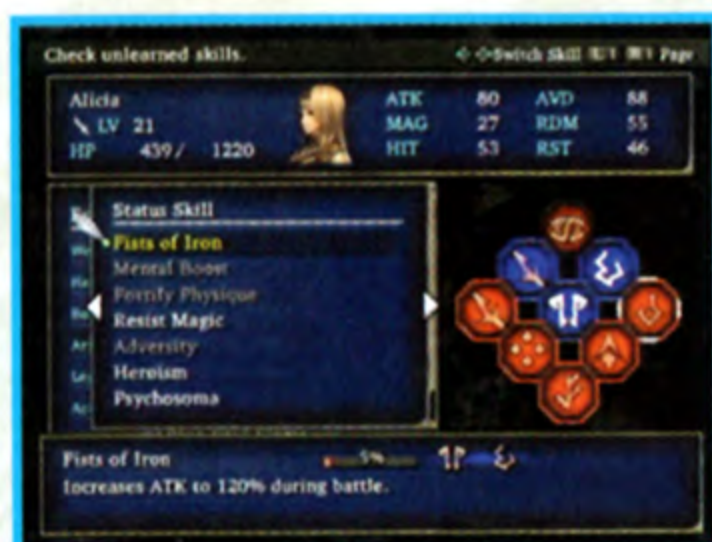 Check unlearned skills.
Switch Skill Page
Alicia ATK 80 AVD 88
LV 21 MAG 27 RDM 55
HP 439/ 1220 HIT 53 RST 46
Status Skill
Fists of Iron
Mental Boost
Fortify Physique
Resist Magic
Adversity
Heroism
Psychosoma
Fists of Iron 5%
Increases ATK to 120% during battle.